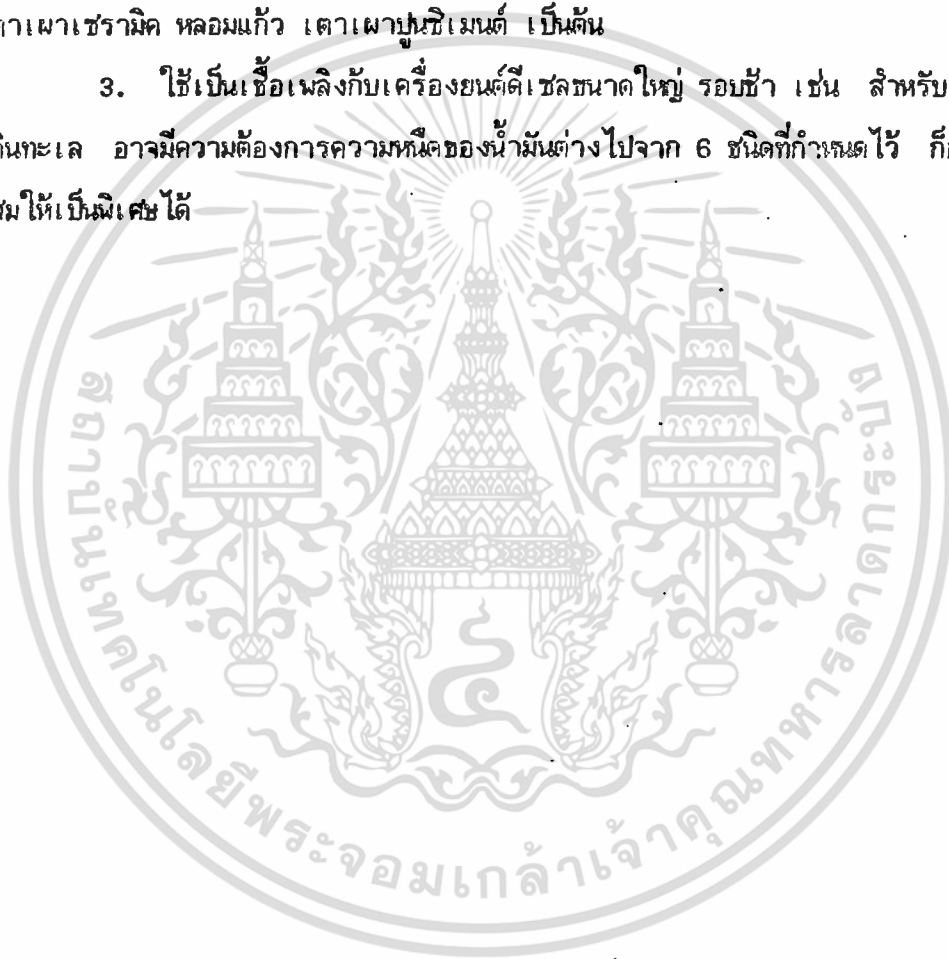 าเผาเซรามิค หลอมแก้ว เตาเผาปูนซิเมนต์ เป็นต้น
3. ใช้เป็นเชื้อเพลิงกับเครื่องยนต์ดีเซลขนาดใหญ่ รอบช้า เช่น สำหรับ
ดินทะเล อาจมีความต้องการความหนืดของน้ำมันต่างไปจาก 6 ชนิดที่กำหนดไว้ ก็
สมให้เป็นพิเศษได้
สถาบันเทคโนโลยีพระจอมเกล้าเจ้าคุณทหารลาดกระบัง